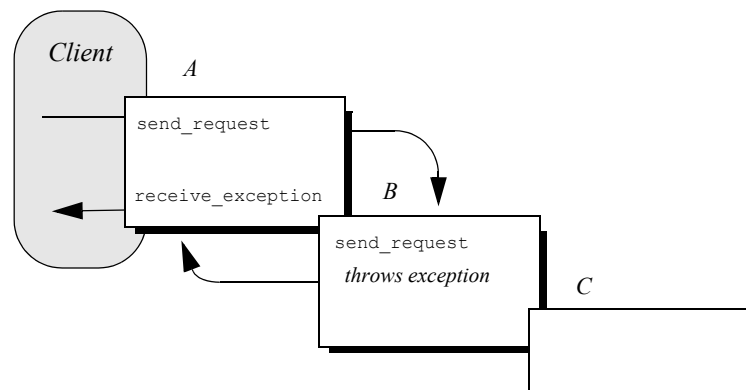 Client
A
send_request
receive_exception
B
send_request
throws exception
C